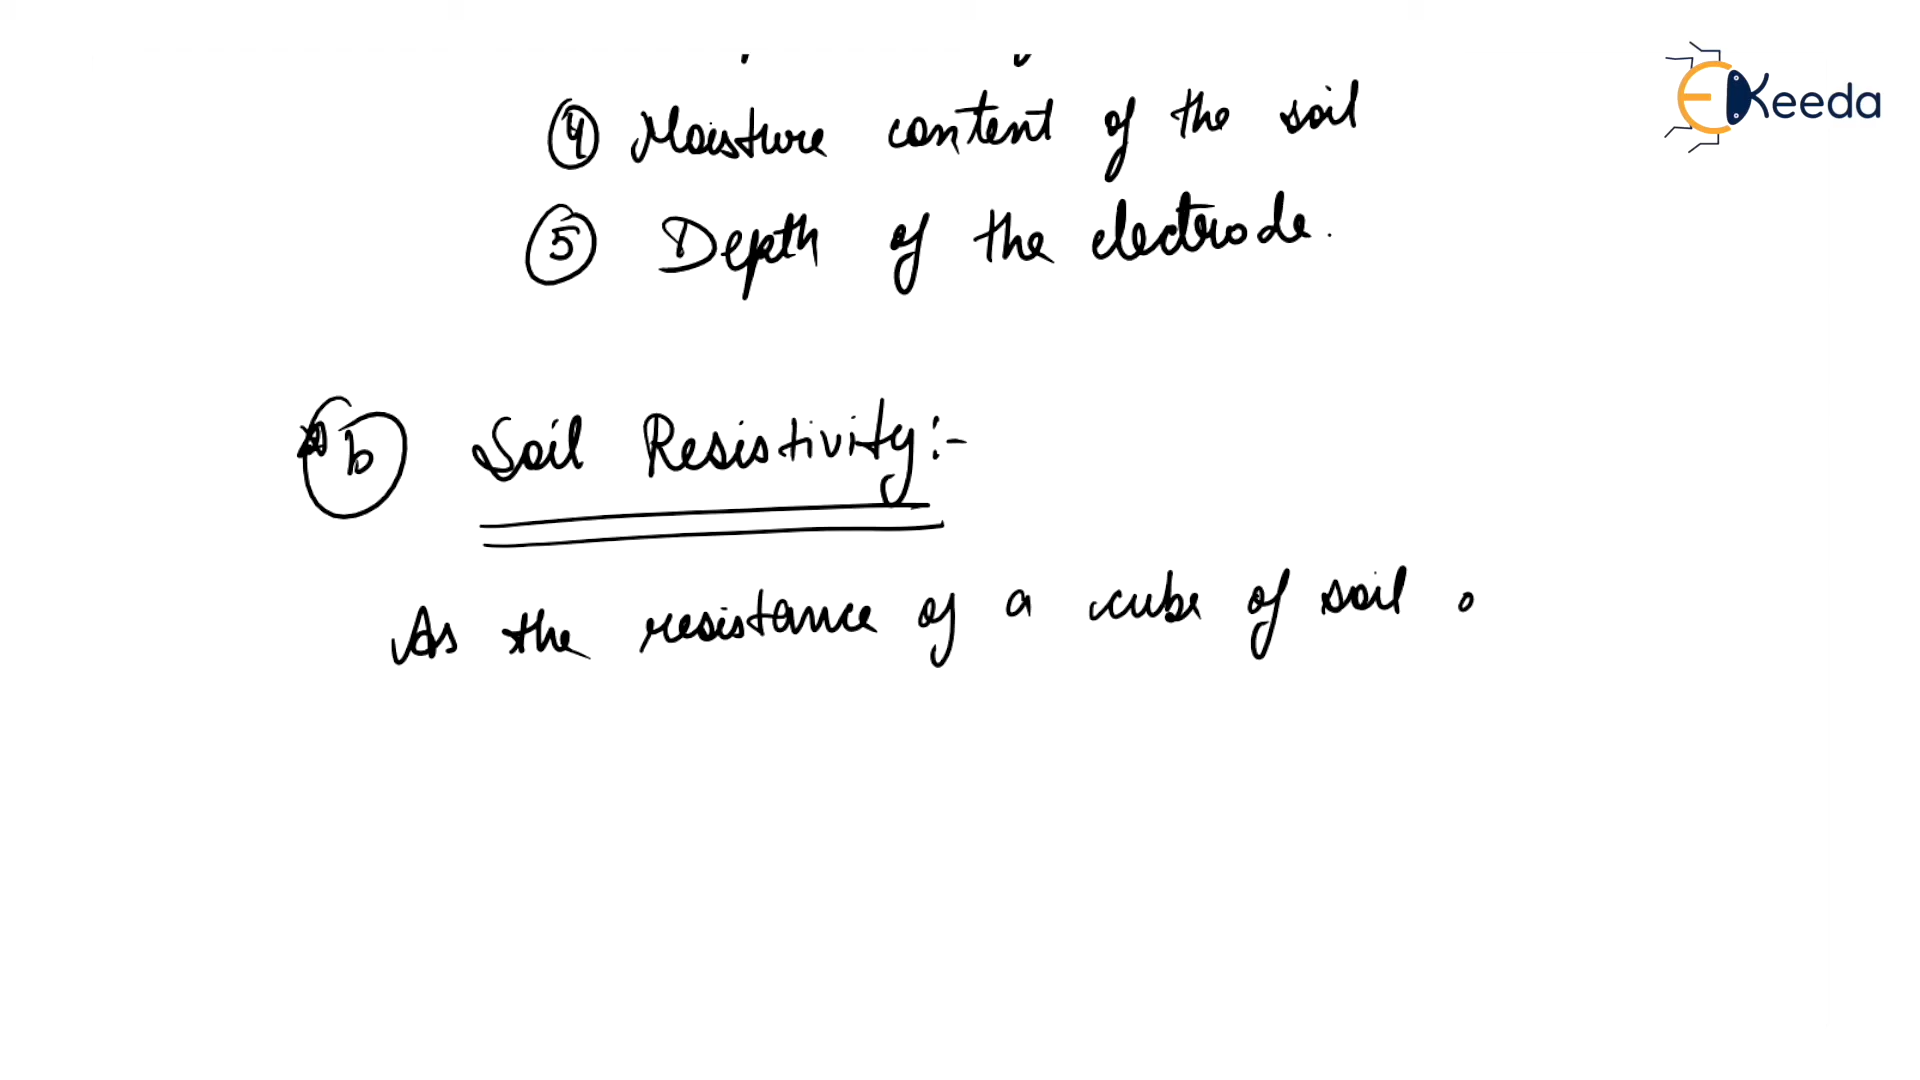 EKeeda
④ Moisture content of the soil
⑤ Depth of the electrode.
ⓑ Soil Resistivity:-
As the resistance of a cube of soil o